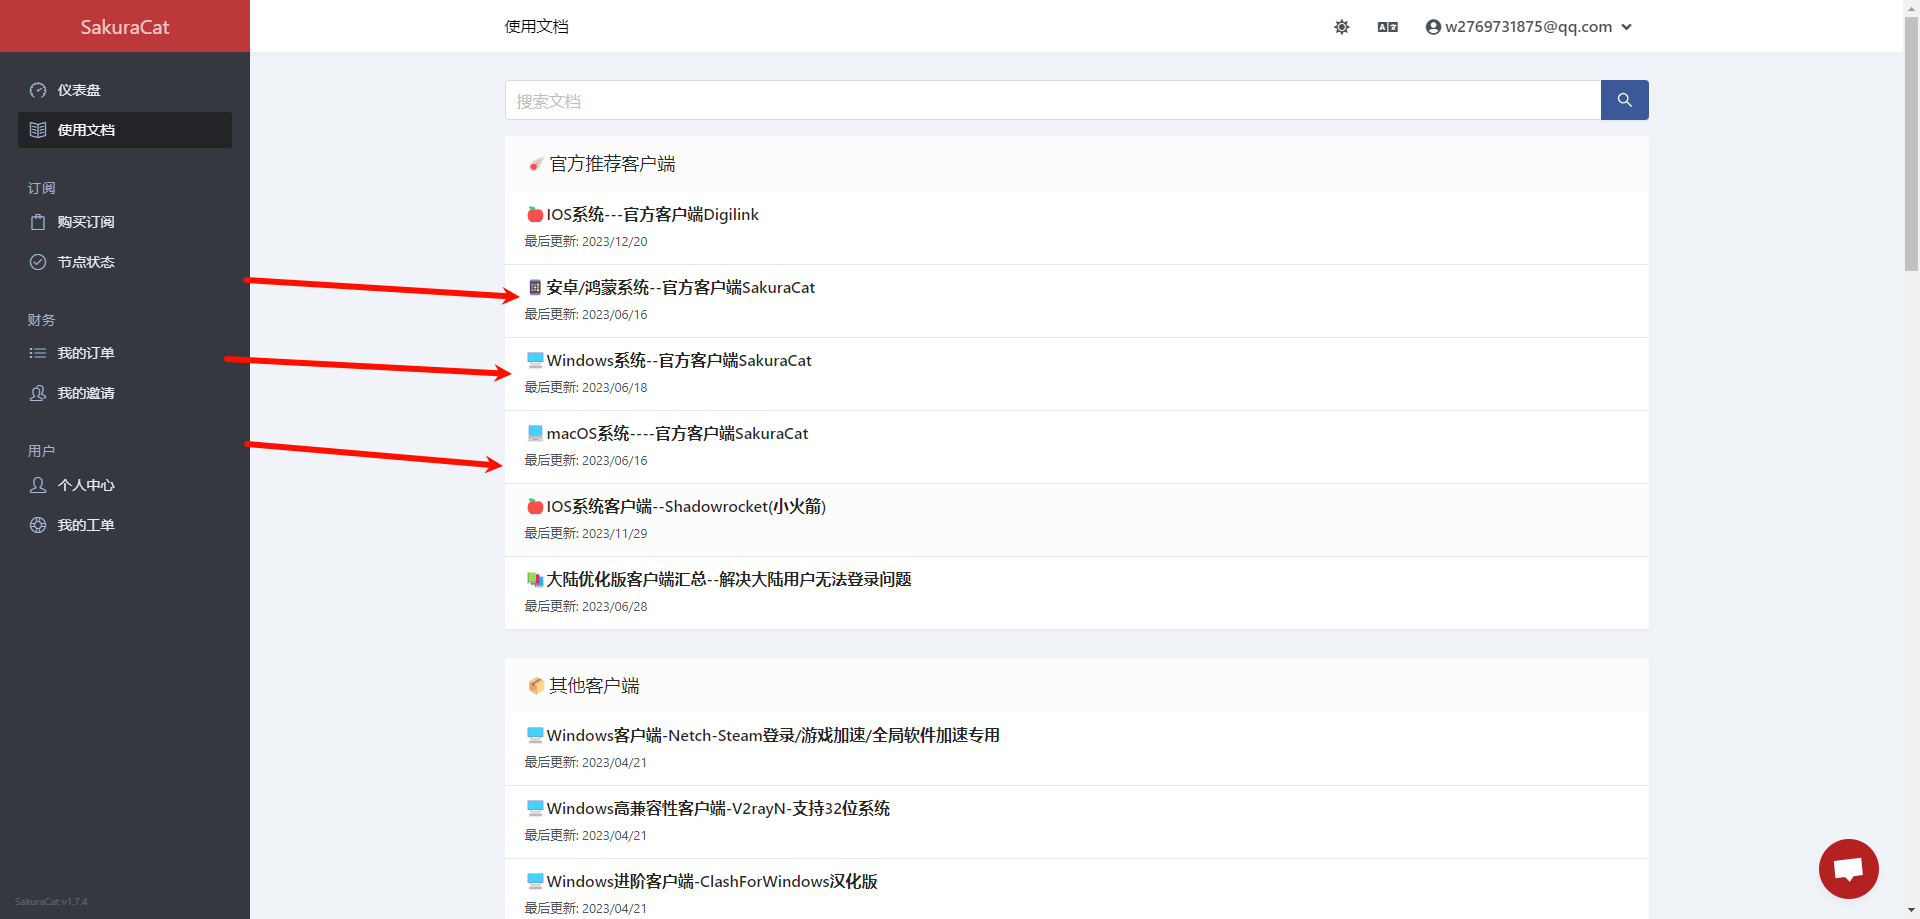 SakuraCat
使用文档
w2769731875@qq.com
仪表盘
使用文档
订阅
购买订阅
节点状态
财务
我的订单
我的邀请
用户
个人中心
我的工单
SakuraCat v1.7.4
搜索文档
官方推荐客户端
IOS系统---官方客户端Digilink
最后更新: 2023/12/20
安卓/鸿蒙系统--官方客户端SakuraCat
最后更新: 2023/06/16
Windows系统--官方客户端SakuraCat
最后更新: 2023/06/18
macOS系统----官方客户端SakuraCat
最后更新: 2023/06/16
IOS系统客户端--Shadowrocket(小火箭)
最后更新: 2023/11/29
大陆优化版客户端汇总--解决大陆用户无法登录问题
最后更新: 2023/06/28
其他客户端
Windows客户端-Netch-Steam登录/游戏加速/全局软件加速专用
最后更新: 2023/04/21
Windows高兼容性客户端-V2rayN-支持32位系统
最后更新: 2023/04/21
Windows进阶客户端-ClashForWindows汉化版
最后更新: 2023/04/21